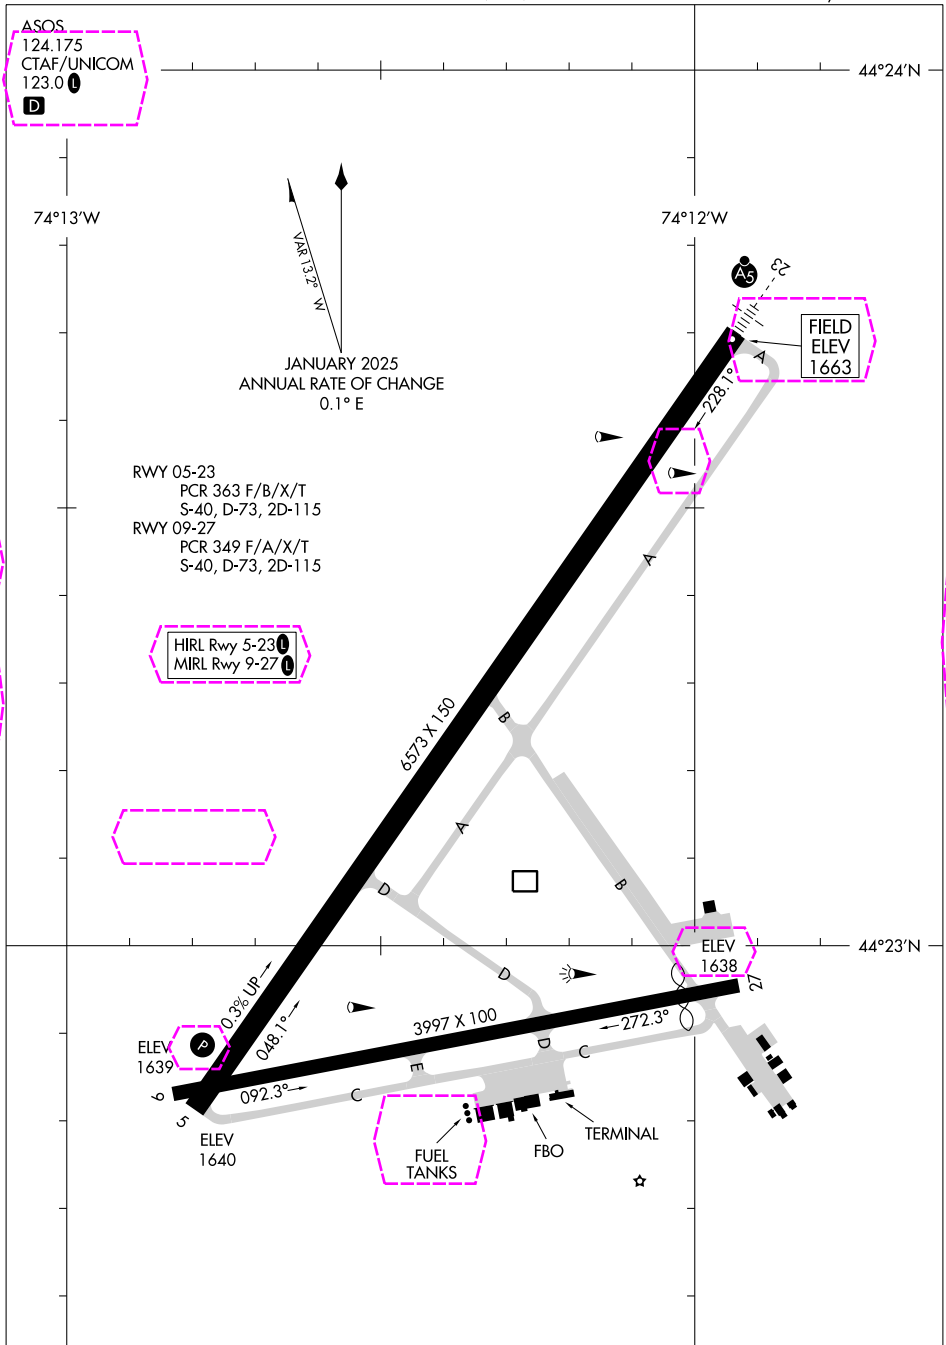 ASOS
124.175
CTAF/UNICOM
123.0 L
D
44°24'N
74°13'W
74°12'W
VAR 13.2° W
JANUARY 2025
ANNUAL RATE OF CHANGE
0.1° E
A5
23
FIELD
ELEV
1663
A
228.1°
RWY 05-23
PCR 363 F/B/X/T
S-40, D-73, 2D-115
RWY 09-27
PCR 349 F/A/X/T
S-40, D-73, 2D-115
A
HIRL Rwy 5-23 L
MIRL Rwy 9-27 L
6573 X 150
B
A
D
B
44°23'N
ELEV
1638
27
D
0.3% UP
048.1°
3997 X 100
272.3°
P
ELEV
1639
D
C
E
9
092.3°
C
5
ELEV
1640
FUEL
TANKS
FBO
TERMINAL